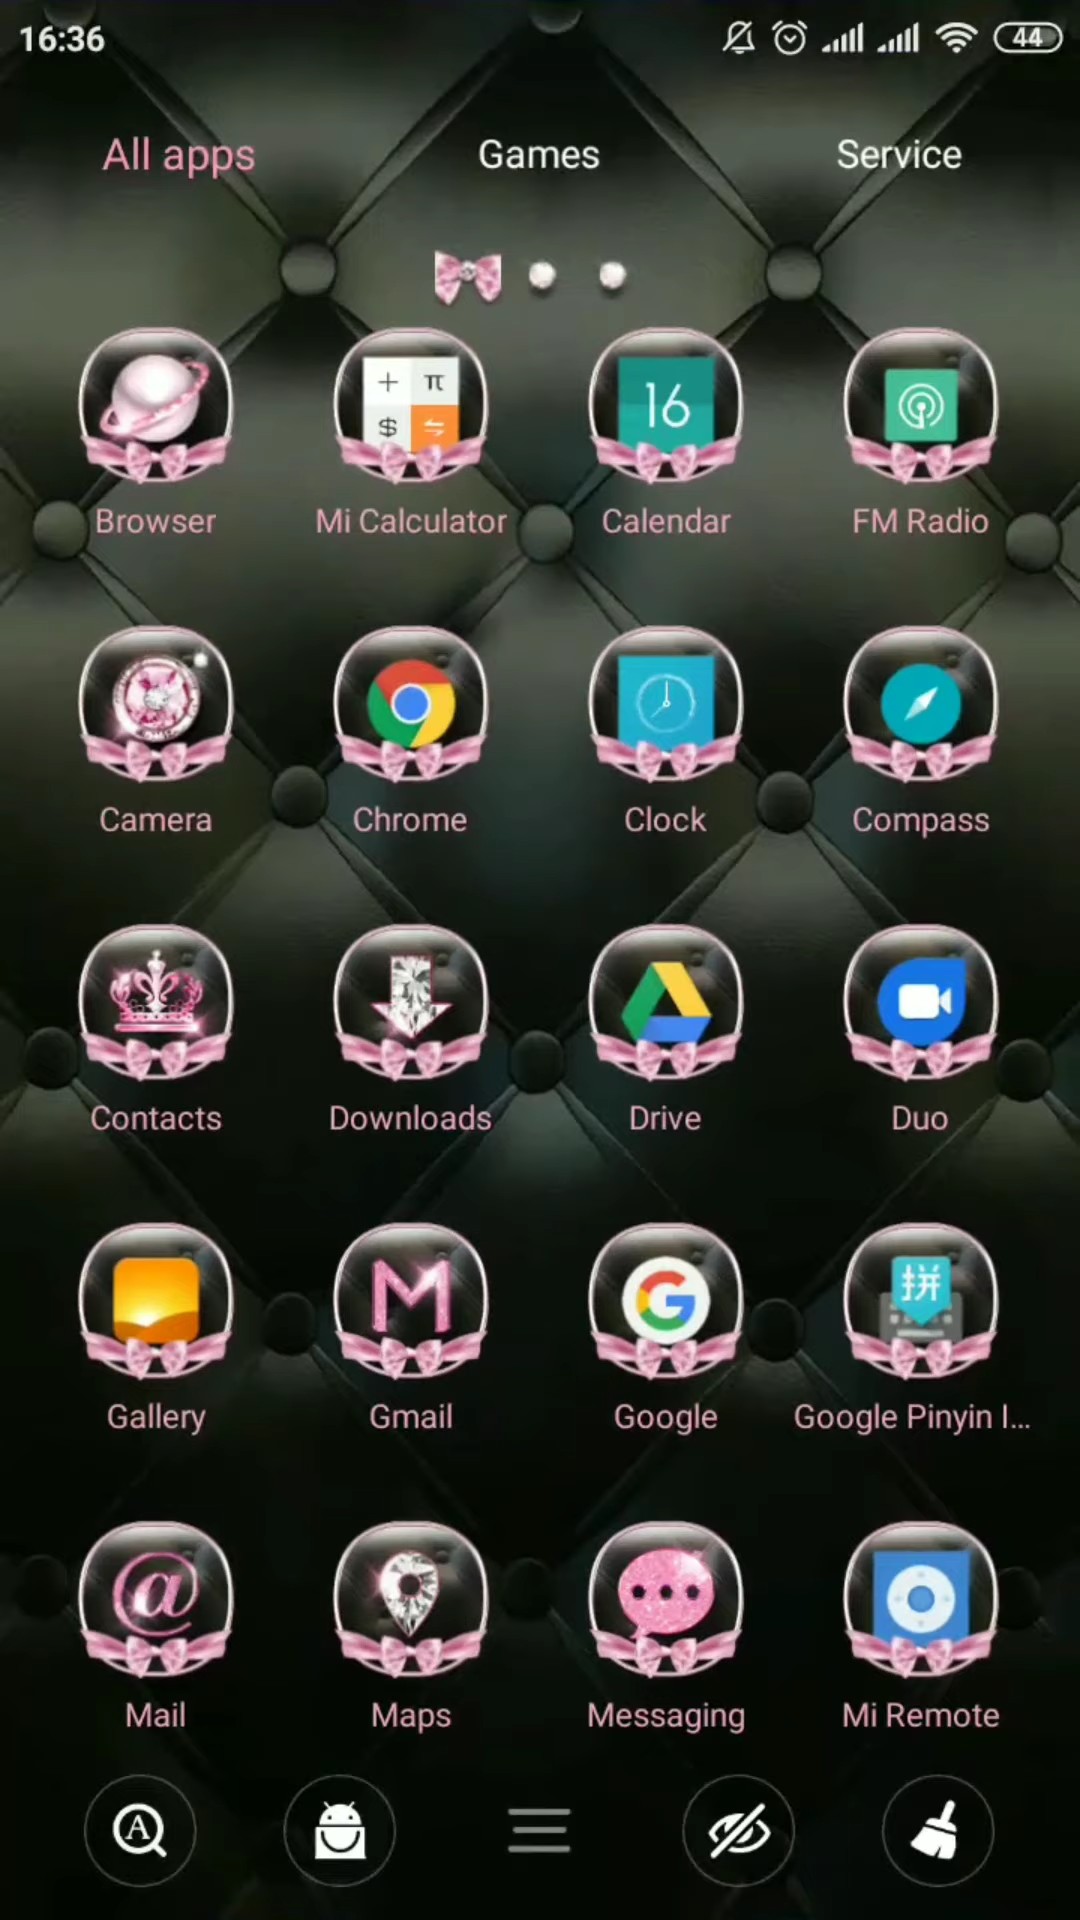 16:36 44
All apps Games Service
+ π
$ 16
Browser Mi Calculator Calendar FM Radio
Camera Chrome Clock Compass
Contacts Downloads Drive Duo
M G 拼
Gallery Gmail Google Google Pinyin I...
@
Mail Maps Messaging Mi Remote
A